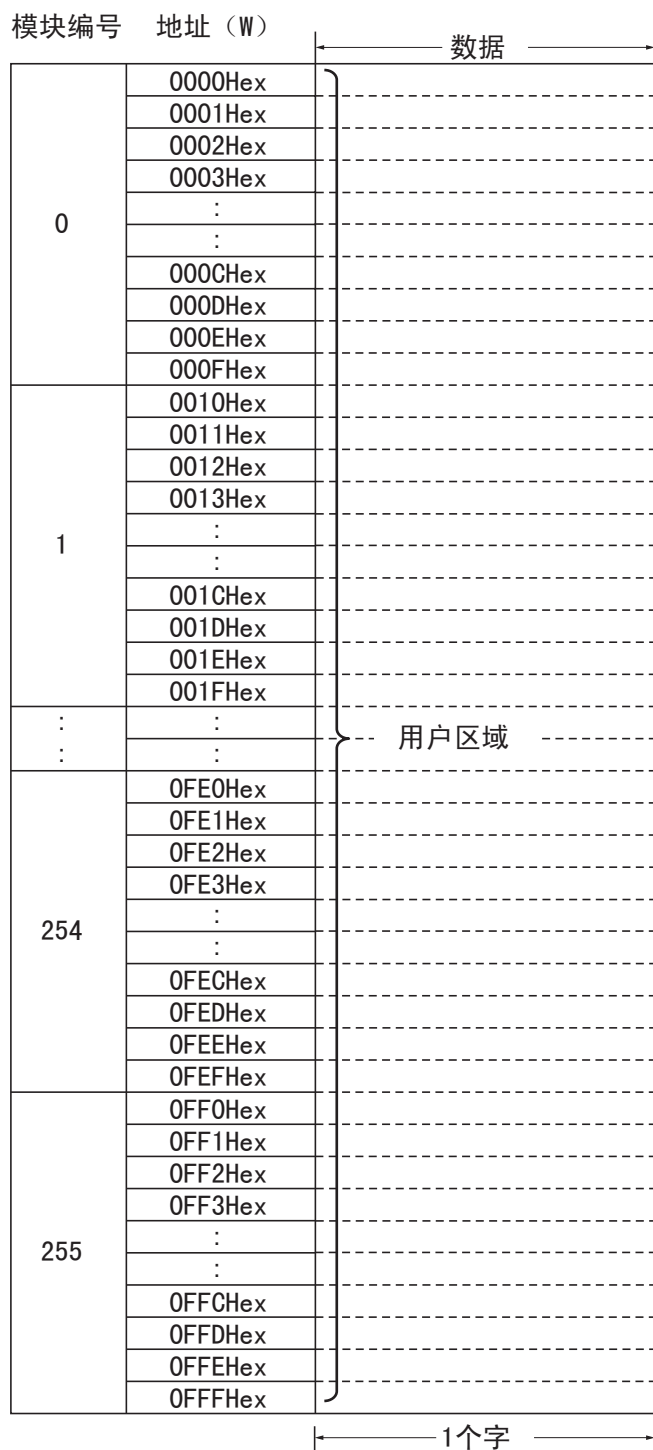 模块编号 地址（W）
数据
0000Hex
0001Hex
0002Hex
0003Hex
:
0 :
000CHex
000DHex
000EHex
000FHex
0010Hex
0011Hex
0012Hex
0013Hex
:
1 :
001CHex
001DHex
001EHex
001FHex
: :
: : 用户区域
0FE0Hex
0FE1Hex
0FE2Hex
0FE3Hex
:
254 :
0FECHex
0FEDHex
0FEEHex
0FEFHex
0FF0Hex
0FF1Hex
0FF2Hex
0FF3Hex
:
255 :
0FFCHex
0FFDHex
0FFEHex
0FFFHex
1个字